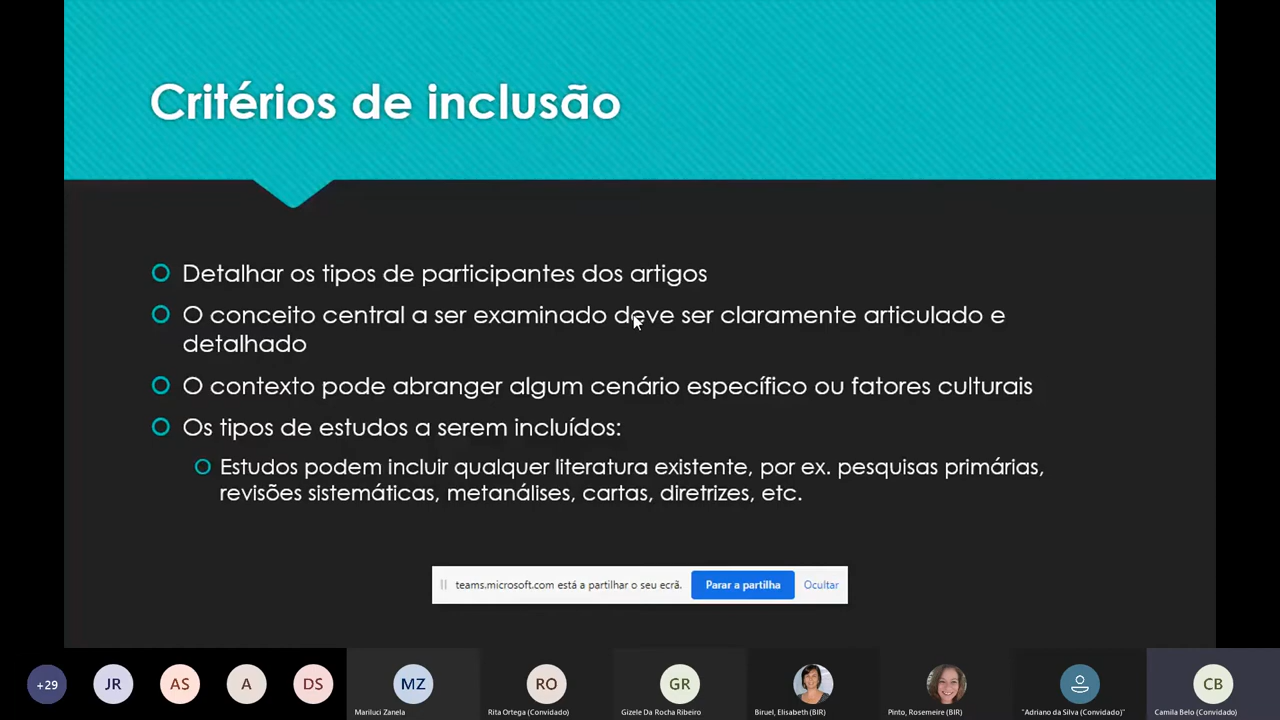 Critérios de inclusão
Detalhar os tipos de participantes dos artigos
O conceito central a ser examinado deve ser claramente articulado e
detalhado
O contexto pode abranger algum cenário específico ou fatores culturais
Os tipos de estudos a serem incluídos:
Estudos podem incluir qualquer literatura existente, por ex. pesquisas primárias,
revisões sistemáticas, metanálises, cartas, diretrizes, etc.
teams.microsoft.com está a partilhar o seu ecrã. Parar a partilha Ocultar
+29 JR AS A DS MZ RO GR CB
Mariluci Zanela Rita Ortega (Convidado) Gizele Da Rocha Ribeiro Biruel, Elisabeth (BIR) Pinto, Rosemeire (BIR) "Adriano da Silva (Convidado)" Camila Belo (Convidado)